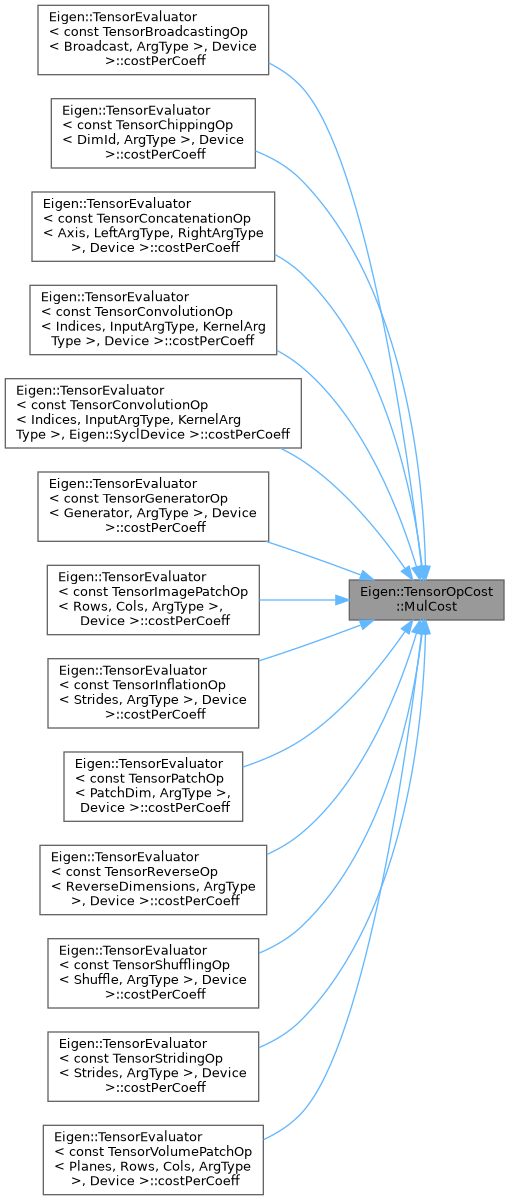 Eigen::TensorEvaluator
< const TensorBroadcastingOp
< Broadcast, ArgType >, Device
>::costPerCoeff
Eigen::TensorEvaluator
< const TensorChippingOp
< DimId, ArgType >, Device
>::costPerCoeff
Eigen::TensorEvaluator
< const TensorConcatenationOp
< Axis, LeftArgType, RightArgType
>, Device >::costPerCoeff
Eigen::TensorEvaluator
< const TensorConvolutionOp
< Indices, InputArgType, KernelArg
Type >, Device >::costPerCoeff
Eigen::TensorEvaluator
< const TensorConvolutionOp
< Indices, InputArgType, KernelArg
Type >, Eigen::SyclDevice >::costPerCoeff
Eigen::TensorEvaluator
< const TensorGeneratorOp
< Generator, ArgType >, Device
>::costPerCoeff
Eigen::TensorEvaluator
< const TensorImagePatchOp
< Rows, Cols, ArgType >,
Device >::costPerCoeff
Eigen::TensorOpCost
::MulCost
Eigen::TensorEvaluator
< const TensorInflationOp
< Strides, ArgType >, Device
>::costPerCoeff
Eigen::TensorEvaluator
< const TensorPatchOp
< PatchDim, ArgType >,
Device >::costPerCoeff
Eigen::TensorEvaluator
< const TensorReverseOp
< ReverseDimensions, ArgType
>, Device >::costPerCoeff
Eigen::TensorEvaluator
< const TensorShufflingOp
< Shuffle, ArgType >, Device
>::costPerCoeff
Eigen::TensorEvaluator
< const TensorStridingOp
< Strides, ArgType >, Device
>::costPerCoeff
Eigen::TensorEvaluator
< const TensorVolumePatchOp
< Planes, Rows, Cols, ArgType
>, Device >::costPerCoeff